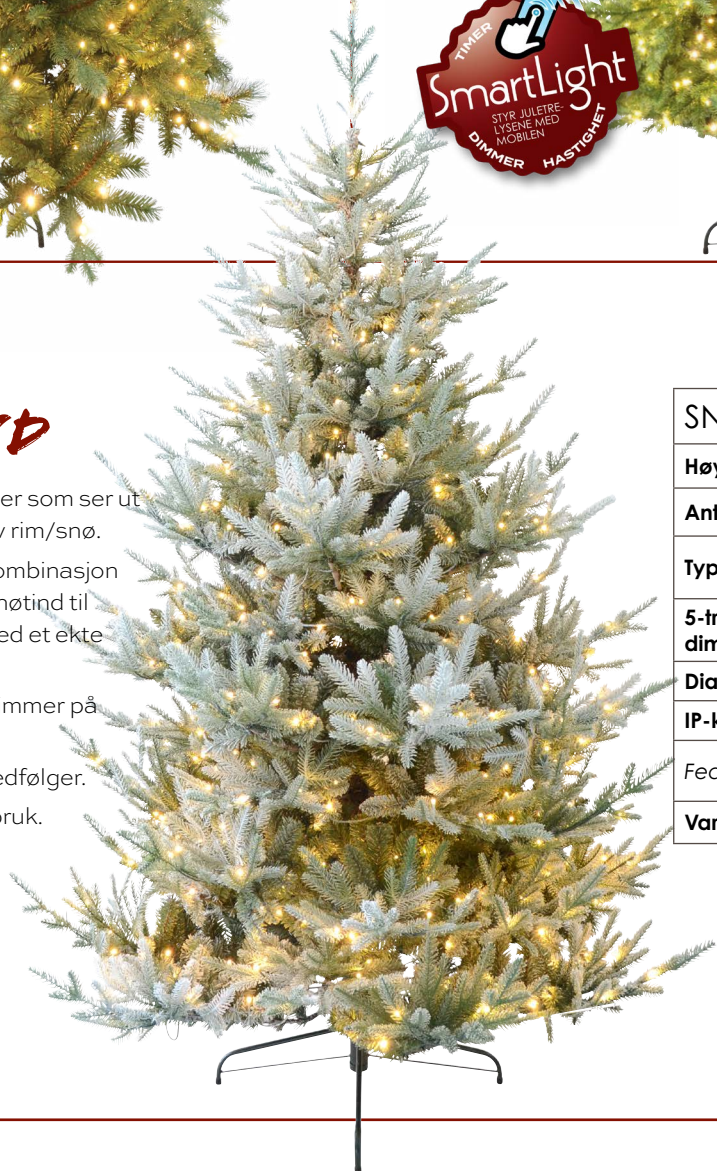 TIMER
SmartLight
STYR JULETRE-
LYSENE MED
MOBILEN
DIMMER HASTIGHET
er som ser ut
rim/snø.
ombinasjon
nøtind til
ed et ekte
mmer på
edfølger.
bruk.
SN
Høy
Ant
Typ
5-tr
dim
Dia
IP-k
Fec
Var